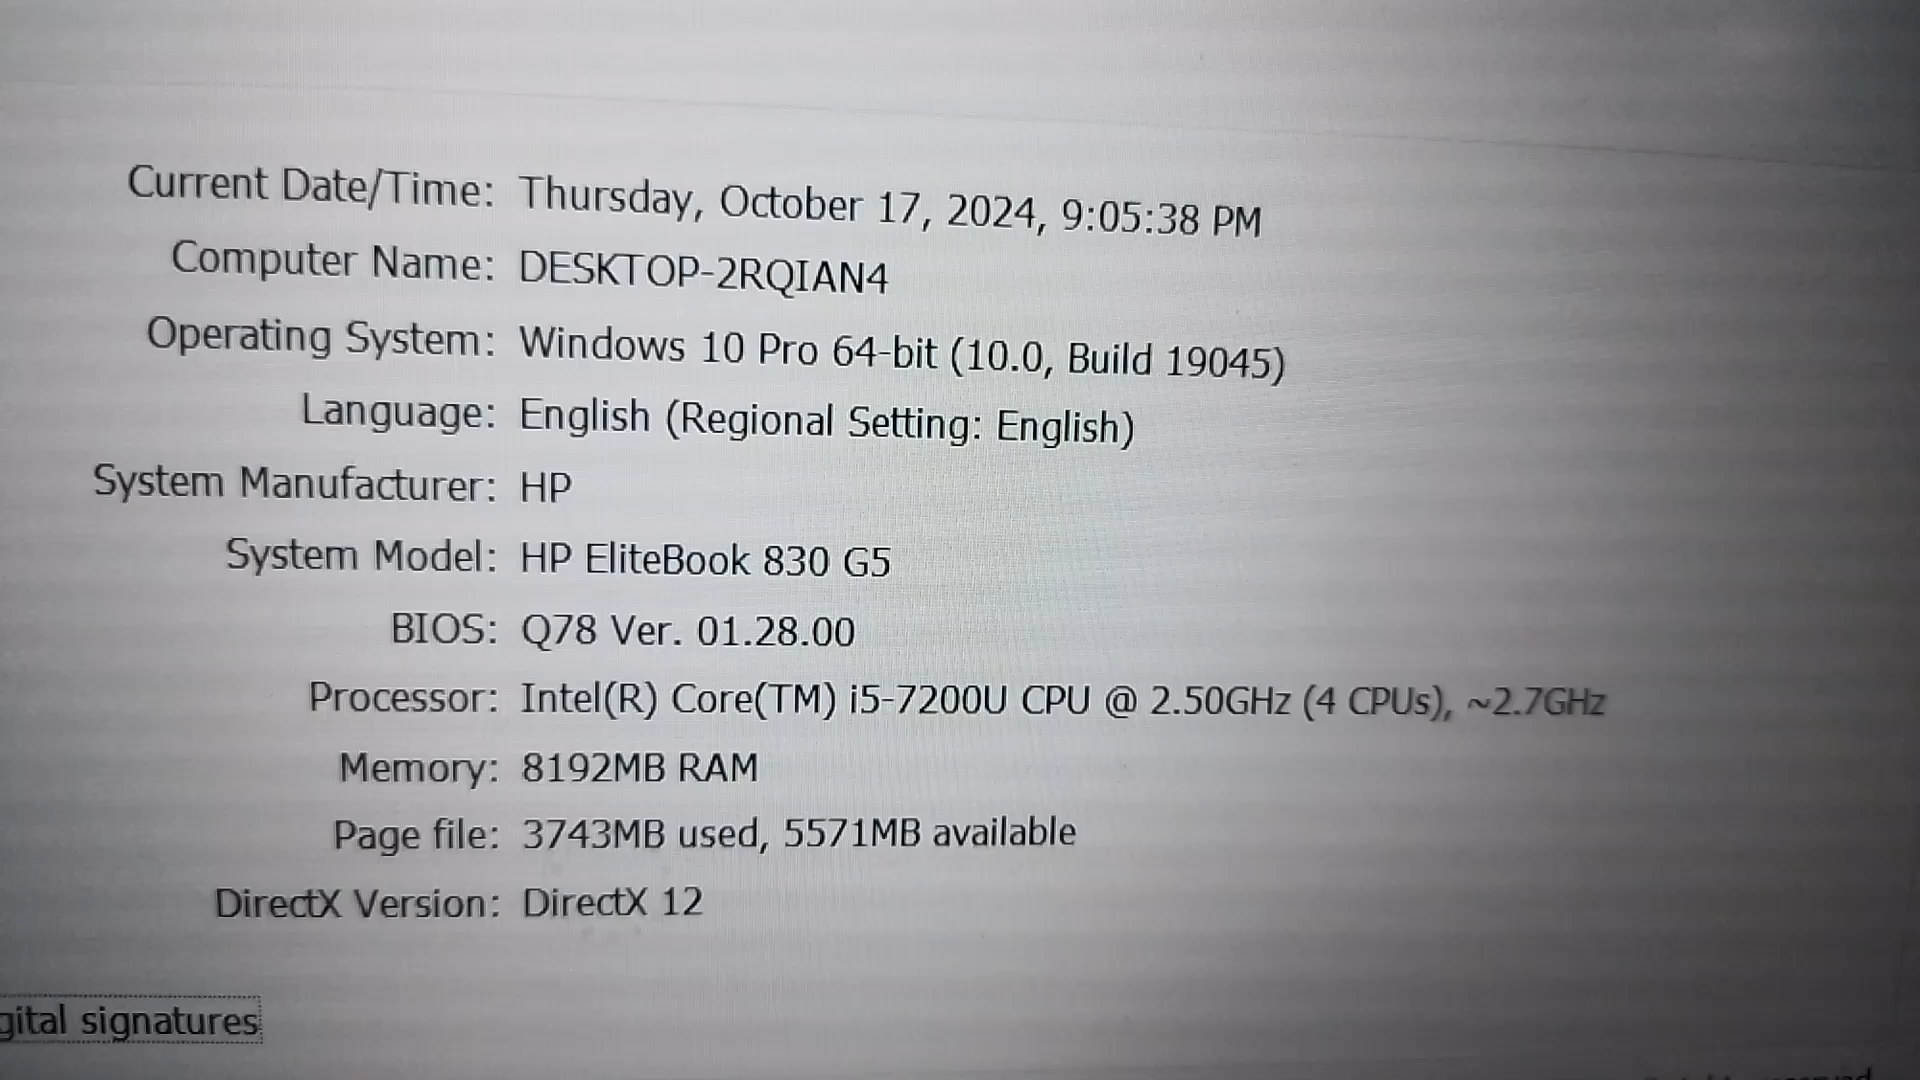 Current Date/Time: Thursday, October 17, 2024, 9:05:38 PM
Computer Name: DESKTOP-2RQIAN4
Operating System: Windows 10 Pro 64-bit (10.0, Build 19045)
Language: English (Regional Setting: English)
System Manufacturer: HP
System Model: HP EliteBook 830 G5
BIOS: Q78 Ver. 01.28.00
Processor: Intel(R) Core(TM) i5-7200U CPU @ 2.50GHz (4 CPUs), ~2.7GHz
Memory: 8192MB RAM
Page file: 3743MB used, 5571MB available
DirectX Version: DirectX 12
gital signatures